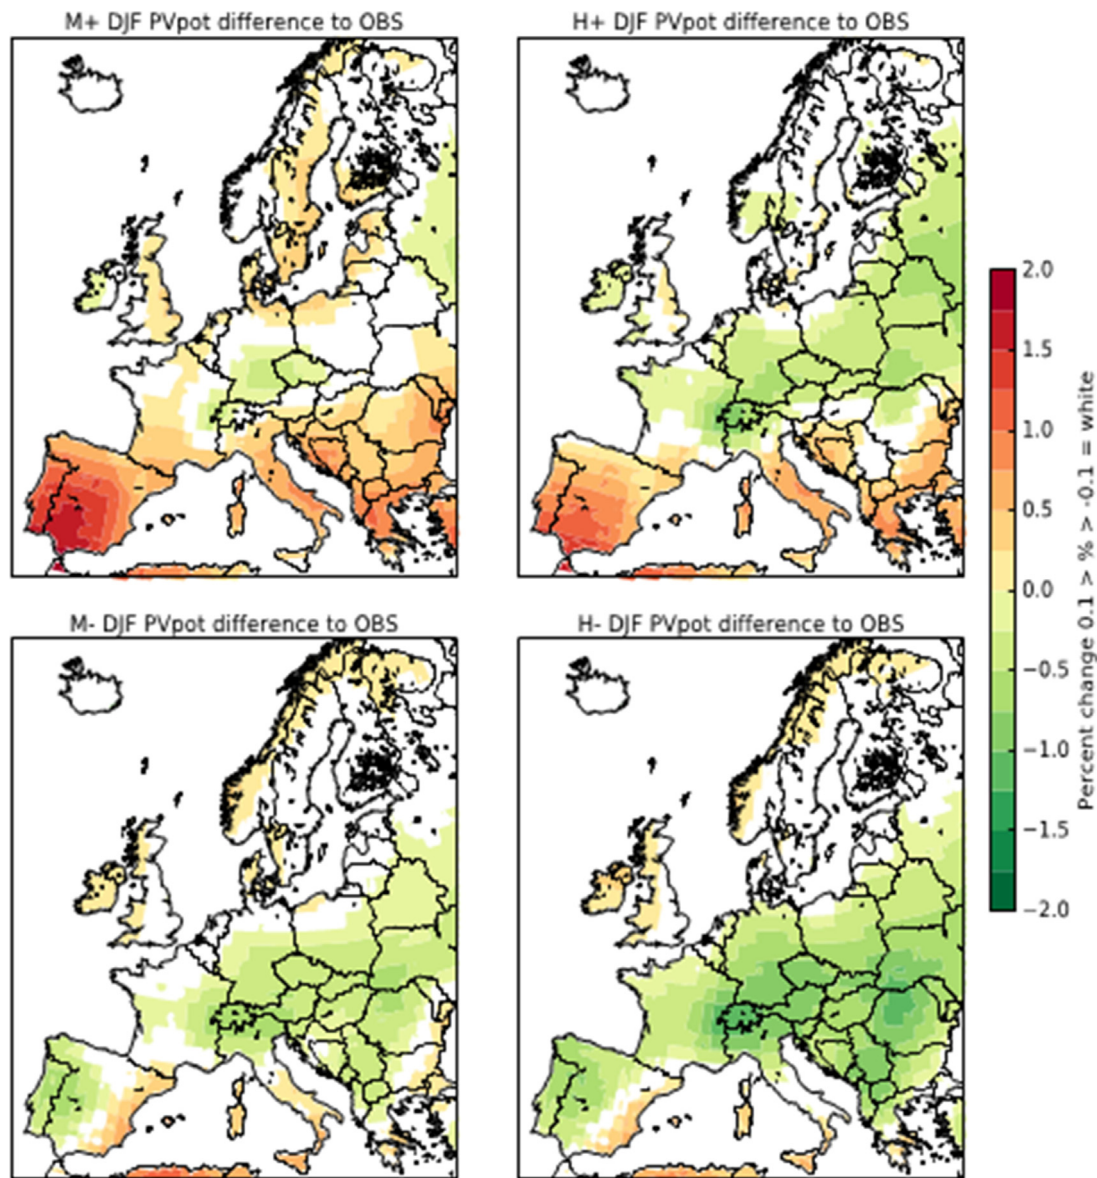 M+ DJF PVpot difference to OBS
H+ DJF PVpot difference to OBS
M- DJF PVpot difference to OBS
H- DJF PVpot difference to OBS
2.0
1.5
1.0
0.5
0.0
−0.5
−1.0
−1.5
−2.0
Percent change 0.1 > % > -0.1 = white